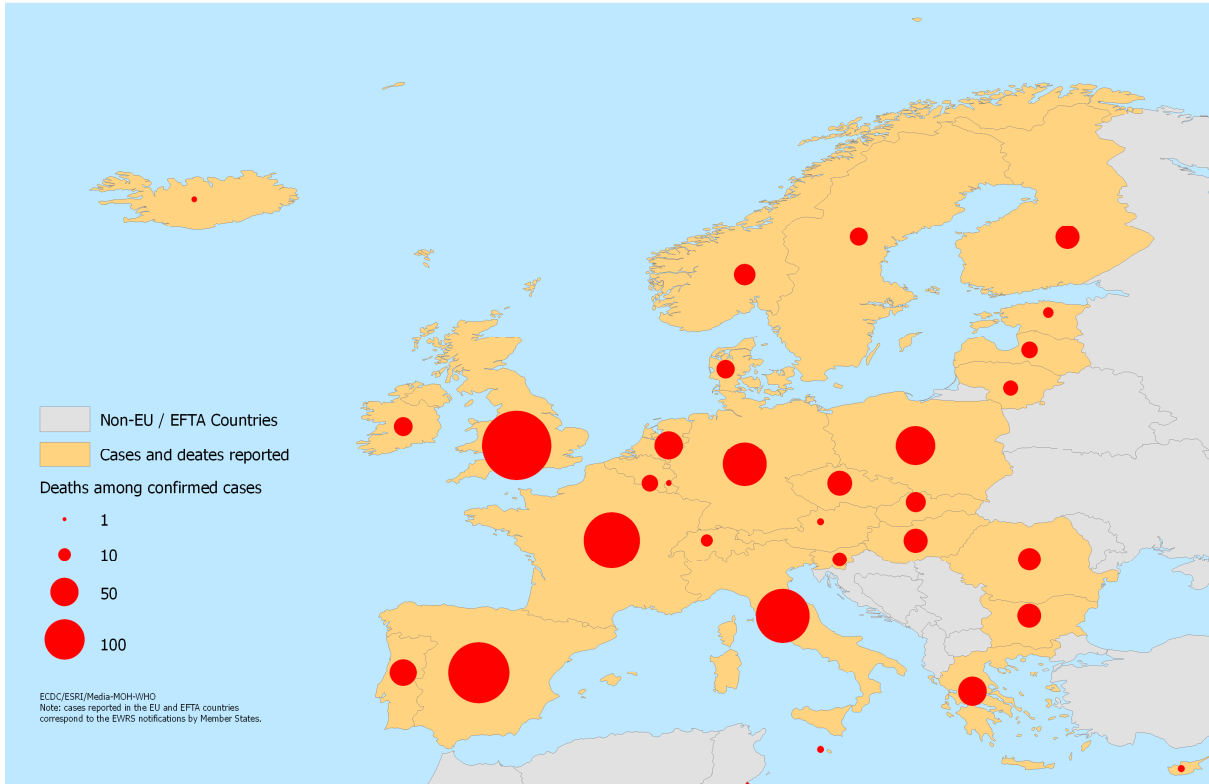 Non-EU / EFTA Countries
Cases and deates reported
Deaths among confirmed cases
1
10
50
100
ECDC/ESRI/Media-MOH-WHO
Note: cases reported in the EU and EFTA countries
correspond to the EWRS notifications by Member States.